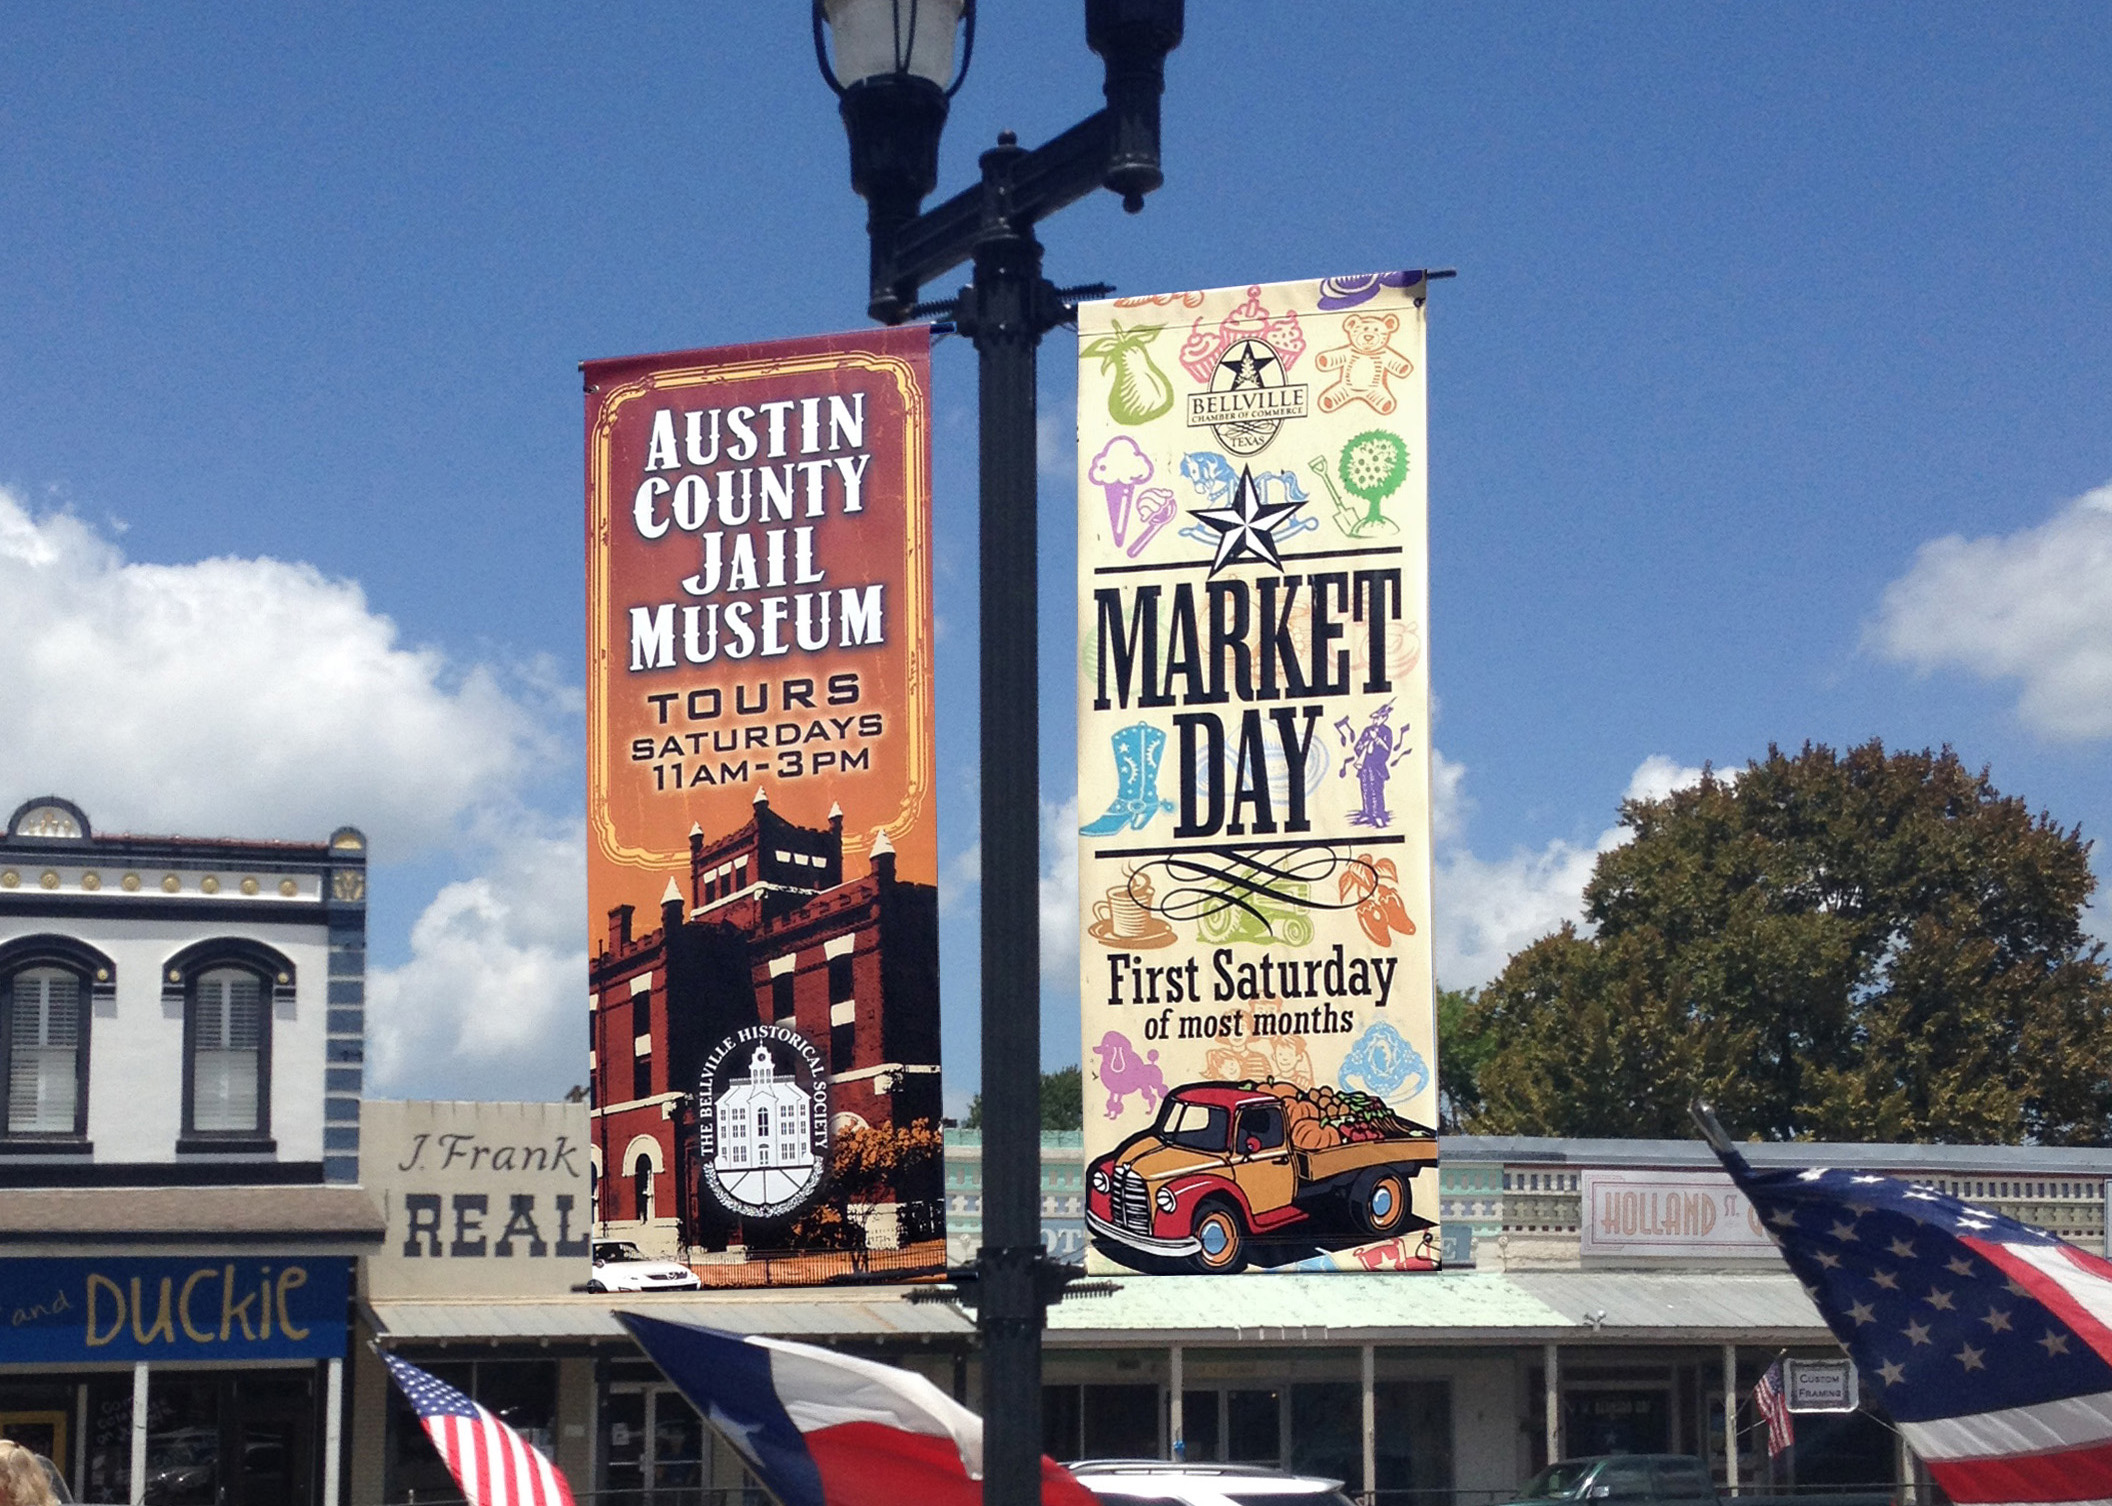 AUSTIN
COUNTY
JAIL
MUSEUM
TOURS
SATURDAYS
11AM-3PM
THE BELLVILLE HISTORICAL SOCIETY
BELLVILLE
CHAMBER OF COMMERCE
TEXAS
MARKET
DAY
First Saturday
of most months
J. Frank
REAL
and DUCKIE
HOLLAND ST.
CUSTOM
FRAMING